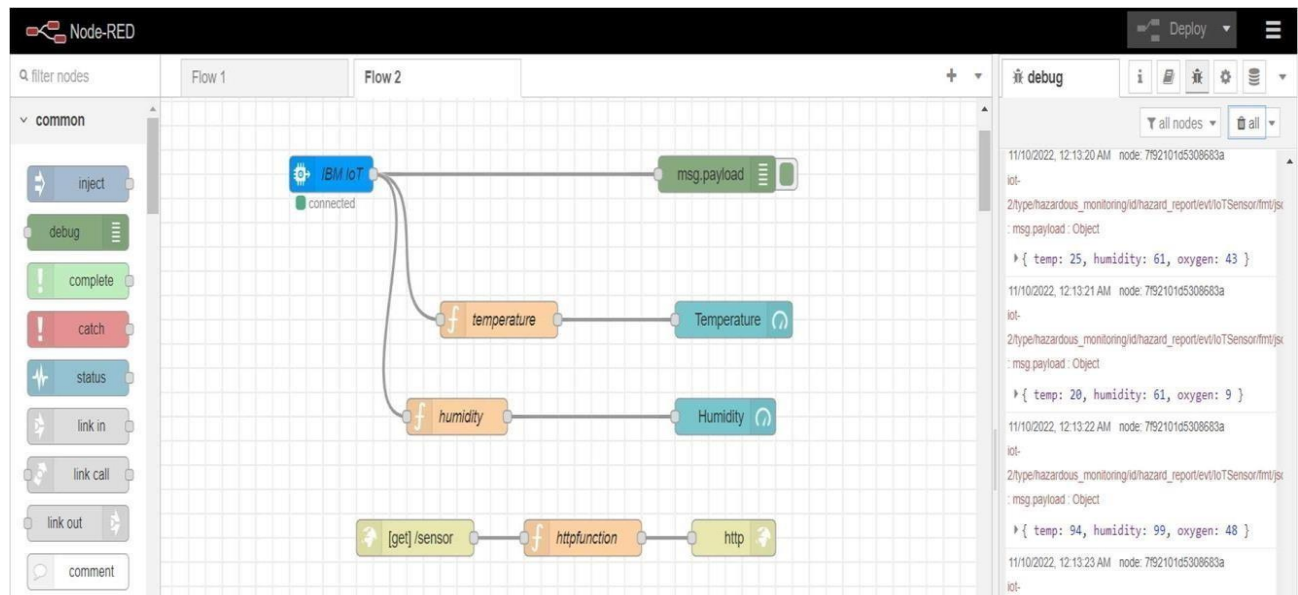 Node-RED
Deploy
filter nodes
Flow 1
Flow 2
debug
i
common
all nodes
all
inject
debug
complete
catch
status
link in
link call
link out
comment
IBM IoT
connected
msg.payload
temperature
Temperature
humidity
Humidity
[get] /sensor
httpfunction
http
11/10/2022, 12:13:20 AM node: 7f92101d5308683a
iot-
2/type/hazardous_monitoring/id/hazard_report/evt/IoTSensor/fmt/jsc
: msg.payload : Object
{ temp: 25, humidity: 61, oxygen: 43 }
11/10/2022, 12:13:21 AM node: 7f92101d5308683a
iot-
2/type/hazardous_monitoring/id/hazard_report/evt/IoTSensor/fmt/jsc
: msg.payload : Object
{ temp: 20, humidity: 61, oxygen: 9 }
11/10/2022, 12:13:22 AM node: 7f92101d5308683a
iot-
2/type/hazardous_monitoring/id/hazard_report/evt/IoTSensor/fmt/jsc
: msg.payload : Object
{ temp: 94, humidity: 99, oxygen: 48 }
11/10/2022, 12:13:23 AM node: 7f92101d5308683a
iot-